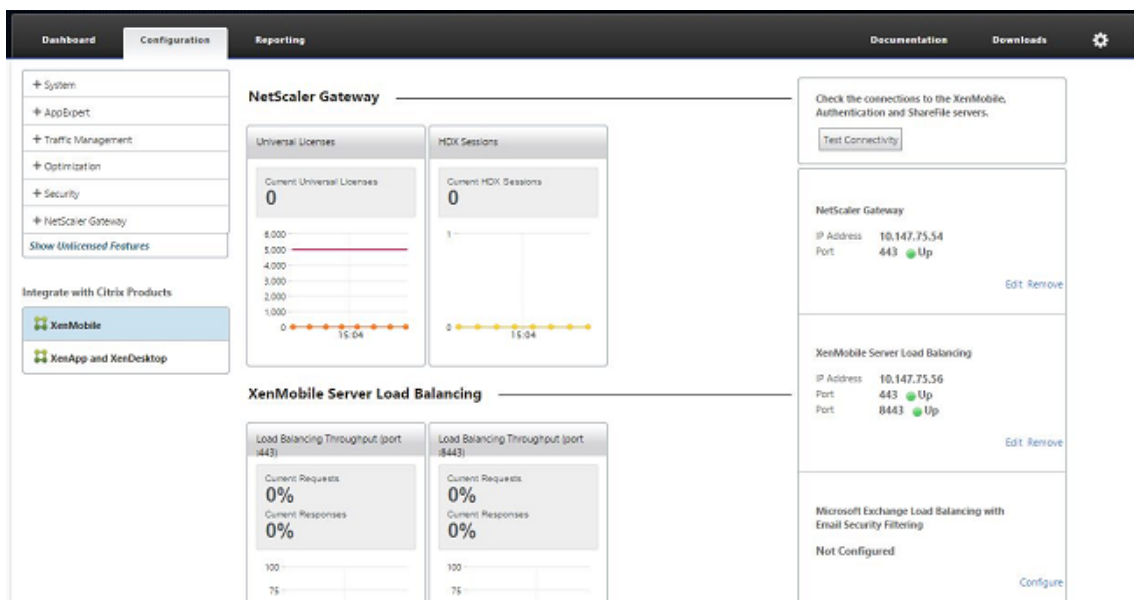 Dashboard
Configuration
Reporting
Documentation
Downloads
+ System
+ AppExpert
+ Traffic Management
+ Optimization
+ Security
+ NetScaler Gateway
Show Unlicensed Features
Integrate with Citrix Products
XenMobile
XenApp and XenDesktop
NetScaler Gateway
Universal Licenses
Current Universal Licenses
0
6,000
5,000
4,000
3,000
2,000
1,000
0
15:04
HDX Sessions
Current HDX Sessions
0
1
0
15:04
XenMobile Server Load Balancing
Load Balancing Throughput (port
:443)
Current Requests
0%
Current Responses
0%
100
75
Load Balancing Throughput (port
:8443)
Current Requests
0%
Current Responses
0%
100
75
Check the connections to the XenMobile,
Authentication and ShareFile servers.
Test Connectivity
NetScaler Gateway
IP Address 10.147.75.54
Port 443 Up
Edit Remove
XenMobile Server Load Balancing
IP Address 10.147.75.56
Port 443 Up
Port 8443 Up
Edit Remove
Microsoft Exchange Load Balancing with
Email Security Filtering
Not Configured
Configure